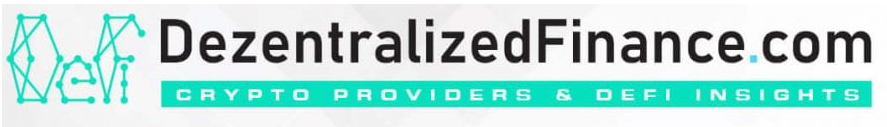 DeFi
DezentralizedFinance.com
CRYPTO PROVIDERS & DEFI INSIGHTS